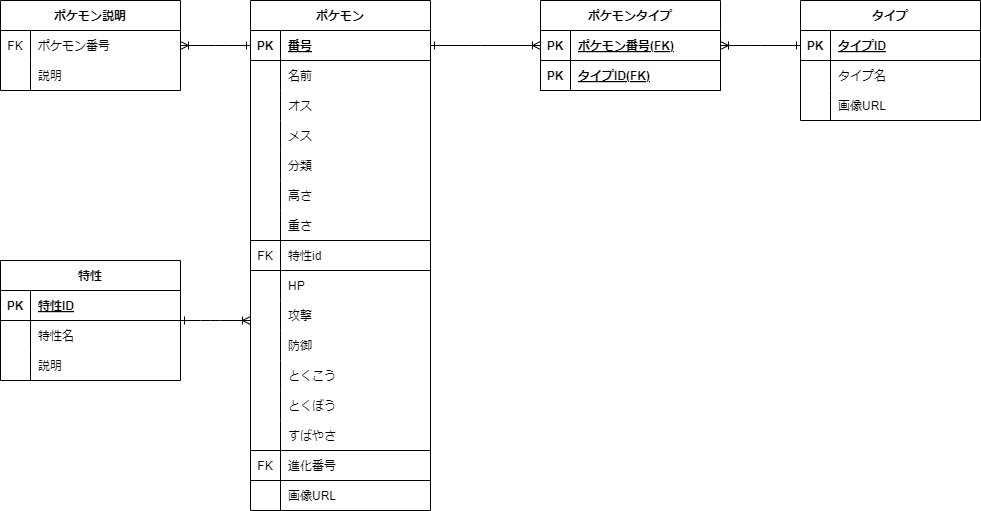 ポケモン説明
FK ポケモン番号
説明
ポケモン
PK 番号
名前
オス
メス
分類
高さ
重さ
FK 特性id
HP
攻撃
防御
とくこう
とくぼう
すばやさ
FK 進化番号
画像URL
ポケモンタイプ
PK ポケモン番号(FK)
PK タイプID(FK)
タイプ
PK タイプID
タイプ名
画像URL
特性
PK 特性ID
特性名
説明